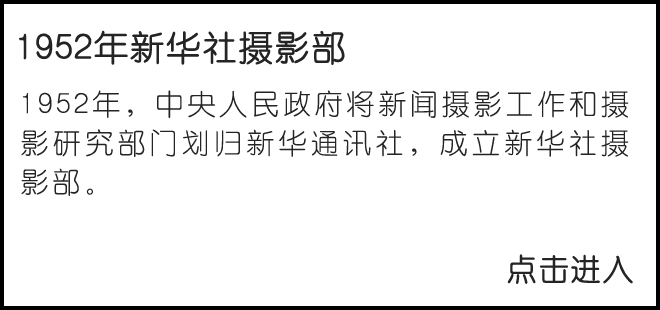 1952年新华社摄影部
1952年，中央人民政府将新闻摄影工作和摄
影研究部门划归新华通讯社，成立新华社摄
影部。
点击进入